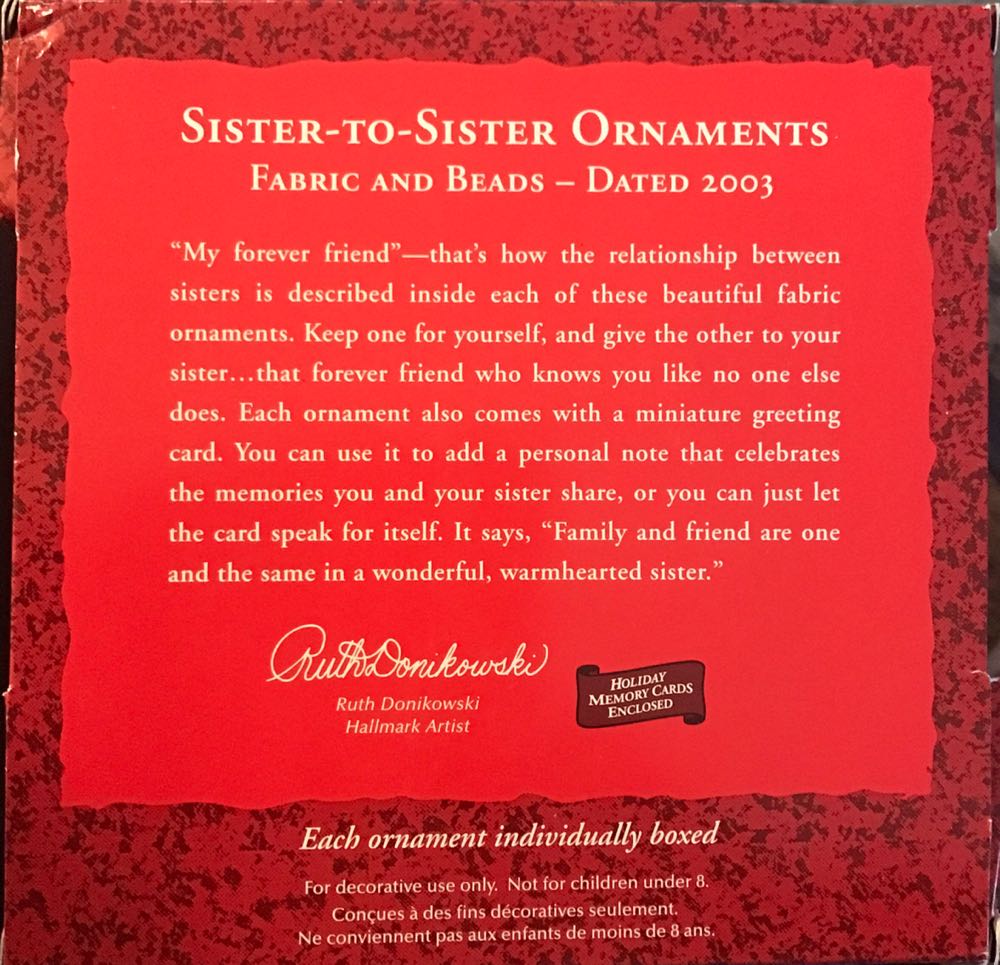 SISTER-TO-SISTER ORNAMENTS
FABRIC AND BEADS – DATED 2003
“My forever friend”—that’s how the relationship between
sisters is described inside each of these beautiful fabric
ornaments. Keep one for yourself, and give the other to your
sister...that forever friend who knows you like no one else
does. Each ornament also comes with a miniature greeting
card. You can use it to add a personal note that celebrates
the memories you and your sister share, or you can just let
the card speak for itself. It says, “Family and friend are one
and the same in a wonderful, warmhearted sister.”
Ruth Donikowski
Ruth Donikowski
Hallmark Artist
HOLIDAY
MEMORY CARDS
ENCLOSED
Each ornament individually boxed
For decorative use only. Not for children under 8.
Conçues à des fins décoratives seulement.
Ne conviennent pas aux enfants de moins de 8 ans.